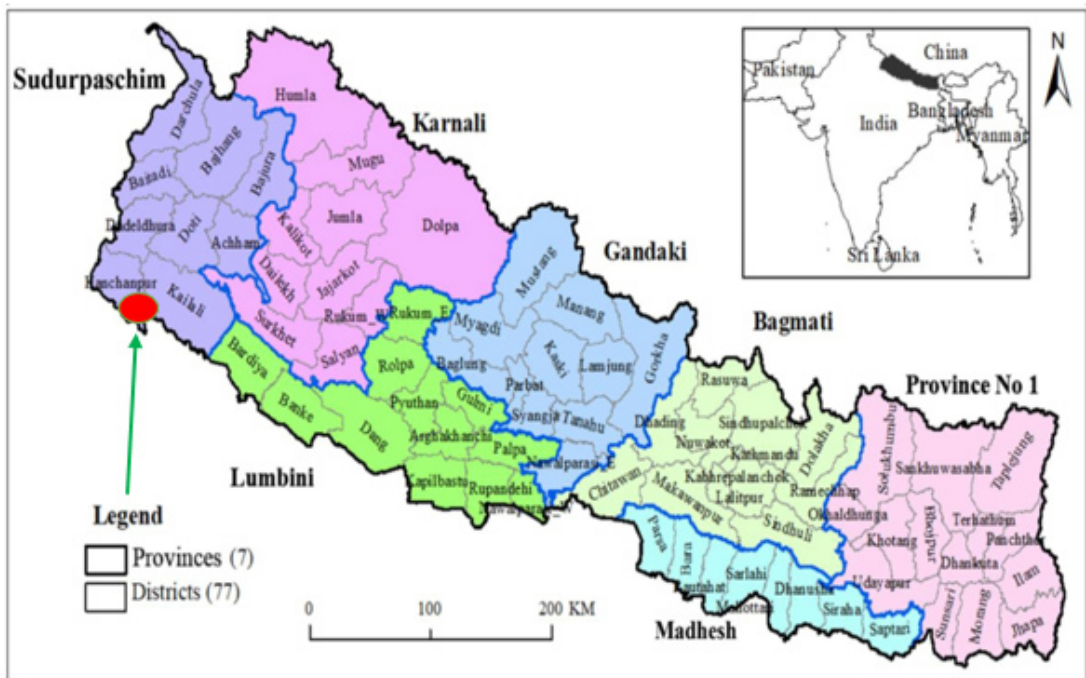 Sudurpaschim
Darchula
Bajhang
Bajura
Baitadi
Dadeldhura
Doti
Achham
Kanchanpur
Kailali
Karnali
Humla
Mugu
Jumla
Dolpa
Kalikot
Dailekh
Jajarkot
Rukum_W
Surkhet
Salyan
Gandaki
Mustang
Manang
Myagdi
Kaski
Lamjung
Gorkha
Baglung
Parbat
Syangja
Tanahu
Nawalparasi_E
Lumbini
Rukum_E
Rolpa
Bardiya
Banke
Dang
Pyuthan
Gulmi
Arghakhanchi
Palpa
Kapilbastu
Rupandehi
Nawalparasi_W
Bagmati
Rasuwa
Dhading
Nuwakot
Sindhupalchok
Kathmandu
Dolakha
Kabhrepalanchok
Lalitpur
Ramechhap
Chitawan
Makawanpur
Sindhuli
Madhesh
Parsa
Bara
Sarlahi
Dhanusha
Siraha
Saptari
Province No 1
Solukhumbu
Sankhuwasabha
Taplejung
Okhaldhunga
Khotang
Bhojpur
Terhathum
Panchthar
Dhankuta
Ilam
Udayapur
Sunsari
Morang
Jhapa
Pakistan
China
India
Bangladesh
Myanmar
Sri Lanka
N
Legend
Provinces (7)
Districts (77)
0 100 200 KM